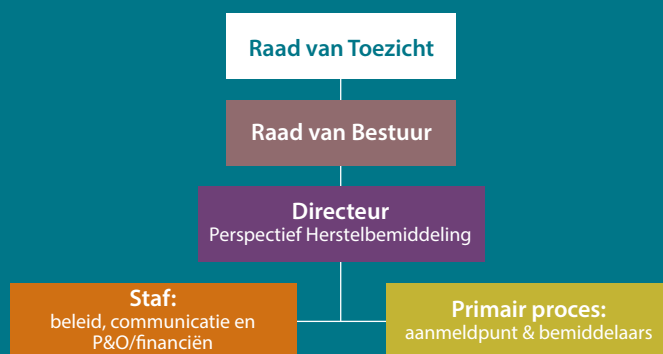 Raad van Toezicht
Raad van Bestuur
Directeur
Perspectief Herstelbemiddeling
Staf:
beleid, communicatie en
P&O/financiën
Primair proces:
aanmeldpunt & bemiddelaars